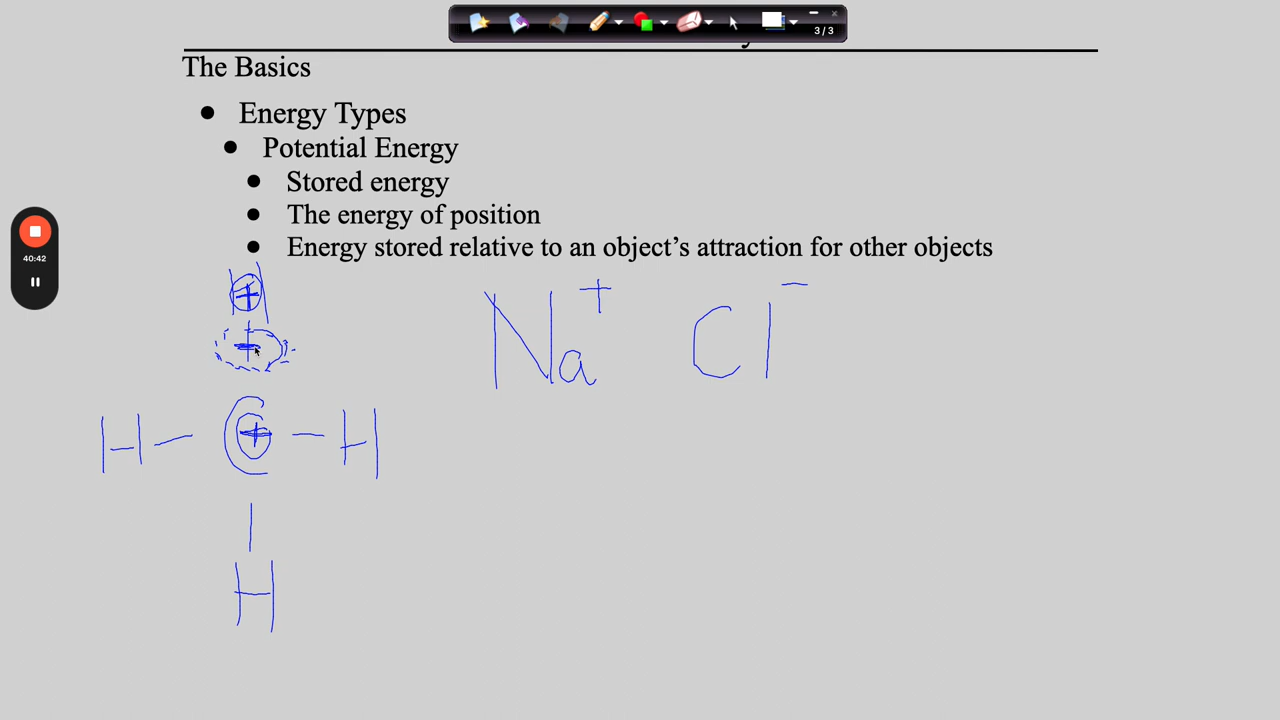 3/3
The Basics
● Energy Types
● Potential Energy
● Stored energy
● The energy of position
● Energy stored relative to an object’s attraction for other objects
40:42
H
+
Na+ Cl−
H — C — H
+
|
H